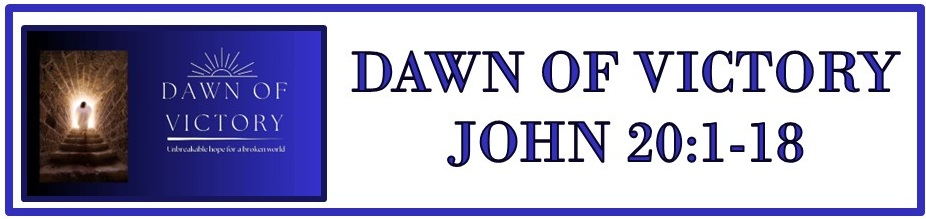 DAWN OF
VICTORY
Unbreakable hope for a broken world
DAWN OF VICTORY
JOHN 20:1-18